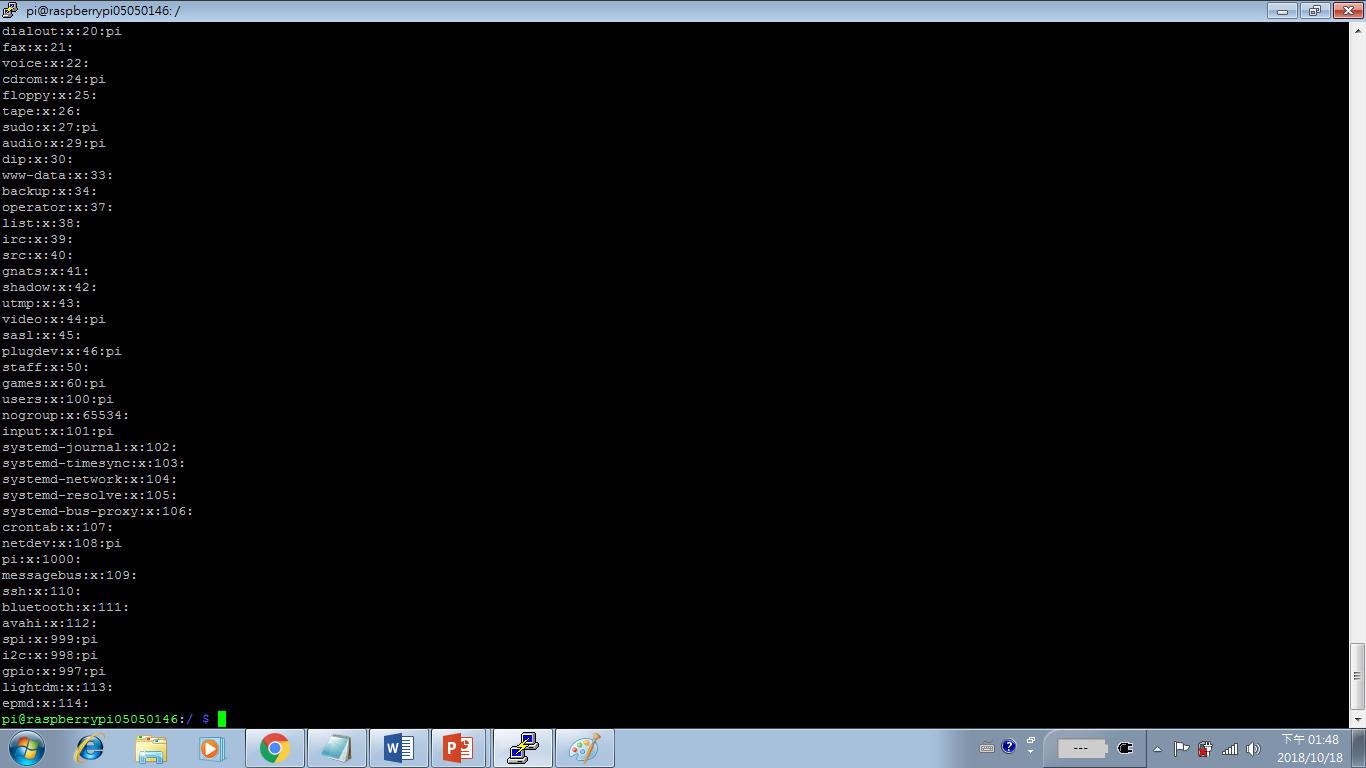 pi@raspberrypi05050146: /
dialout:x:20:pi
fax:x:21:
voice:x:22:
cdrom:x:24:pi
floppy:x:25:
tape:x:26:
sudo:x:27:pi
audio:x:29:pi
dip:x:30:
www-data:x:33:
backup:x:34:
operator:x:37:
list:x:38:
irc:x:39:
src:x:40:
gnats:x:41:
shadow:x:42:
utmp:x:43:
video:x:44:pi
sasl:x:45:
plugdev:x:46:pi
staff:x:50:
games:x:60:pi
users:x:100:pi
nogroup:x:65534:
input:x:101:pi
systemd-journal:x:102:
systemd-timesync:x:103:
systemd-network:x:104:
systemd-resolve:x:105:
systemd-bus-proxy:x:106:
crontab:x:107:
netdev:x:108:pi
pi:x:1000:
messagebus:x:109:
ssh:x:110:
bluetooth:x:111:
avahi:x:112:
spi:x:999:pi
i2c:x:998:pi
gpio:x:997:pi
lightdm:x:113:
epmd:x:114:
pi@raspberrypi05050146:/ $
---
下午 01:48
2018/10/18